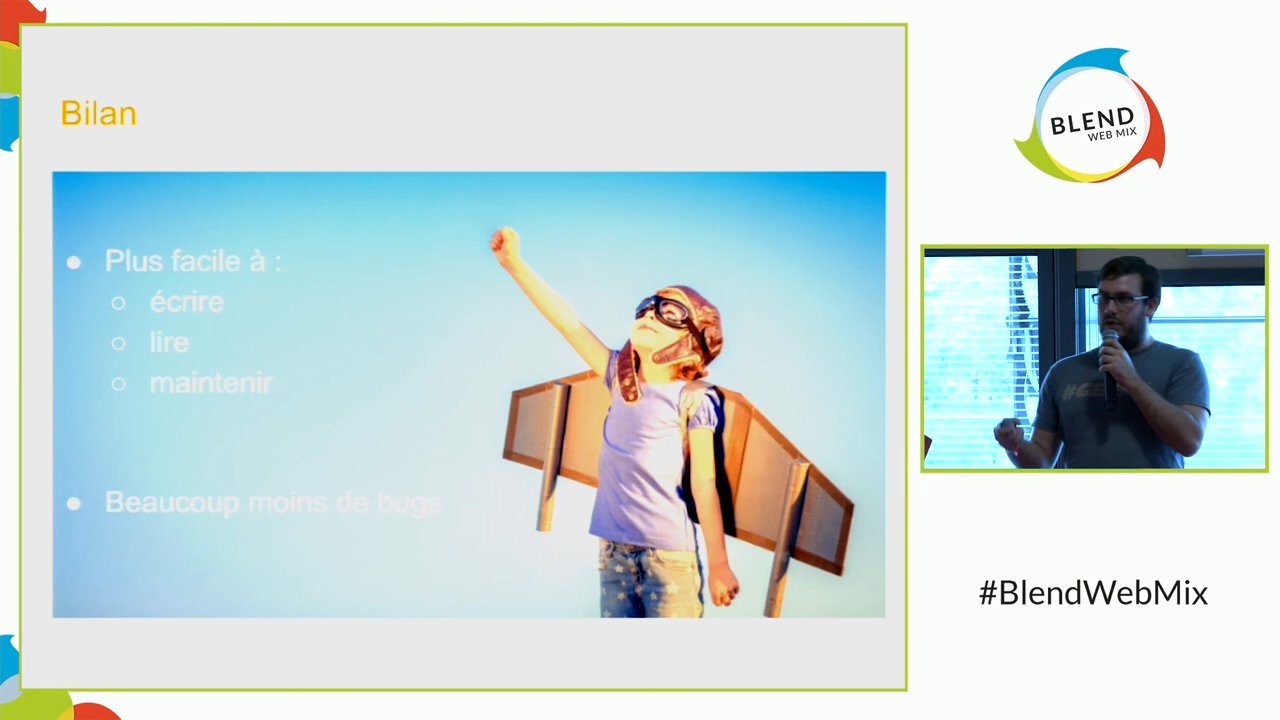 Bilan
● Plus facile à :
○ écrire
○ lire
○ maintenir
● Beaucoup moins de bugs
BLEND
WEB MIX
#BlendWebMix